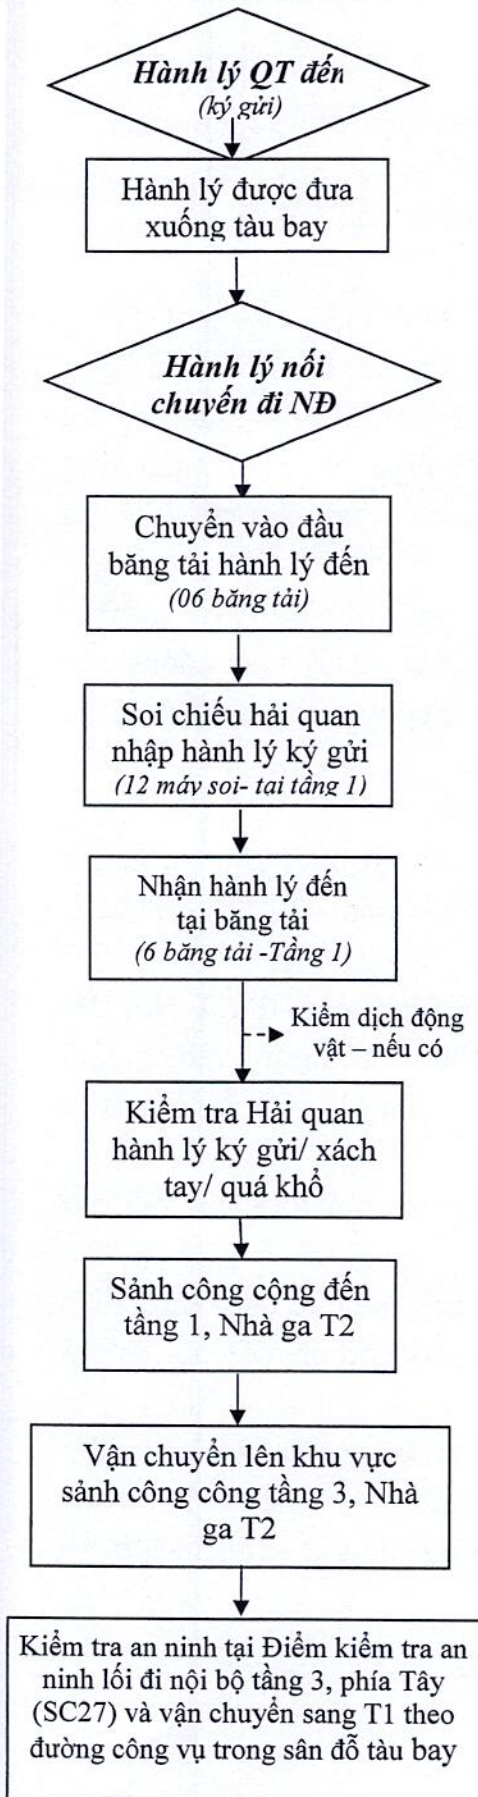 Hành lý QT đến
(ký gửi)
Hành lý được đưa
xuống tàu bay
Hành lý nối
chuyến đi NĐ
Chuyển vào đầu
băng tải hành lý đến
(06 băng tải)
Soi chiếu hải quan
nhập hành lý ký gửi
(12 máy soi- tại tầng 1)
Nhận hành lý đến
tại băng tải
(6 băng tải -Tầng 1)
Kiểm dịch động
vật – nếu có
Kiểm tra Hải quan
hành lý ký gửi/ xách
tay/ quá khổ
Sảnh công cộng đến
tầng 1, Nhà ga T2
Vận chuyển lên khu vực
sảnh công công tầng 3, Nhà
ga T2
Kiểm tra an ninh tại Điểm kiểm tra an
ninh lối đi nội bộ tầng 3, phía Tây
(SC27) và vận chuyển sang T1 theo
đường công vụ trong sân đỗ tàu bay